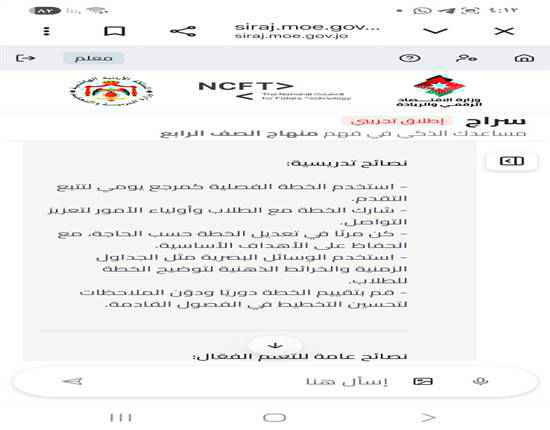 ٨٢
٤:١٢
siraj.moe.gov...
siraj.moe.gov.jo
معلم
NCFT>
The National Council
for Future Technology
وزارة الاقتصاد
الرقمي والريادة
سراج إطلاق تجريبي
مساعدك الذكي في فهم منهاج الصف الرابع
نصائح تدريسية:
- استخدم الخطة الفصلية كمرجع يومي لتتبع
التقدم.
- شارك الخطة مع الطلاب وأولياء الأمور لتعزيز
التواصل.
- كن مرنًا في تعديل الخطة حسب الحاجة، مع
الحفاظ على الأهداف الأساسية.
- استخدم الوسائل البصرية مثل الجداول
الزمنية والخرائط الذهنية لتوضيح الخطة
للطلاب.
- قم بتقييم الخطة دوريًا ودوّن الملاحظات
لتحسين التخطيط في الفصول القادمة.
نصائح عامة للتعلم الفعّال:
إسأل هنا